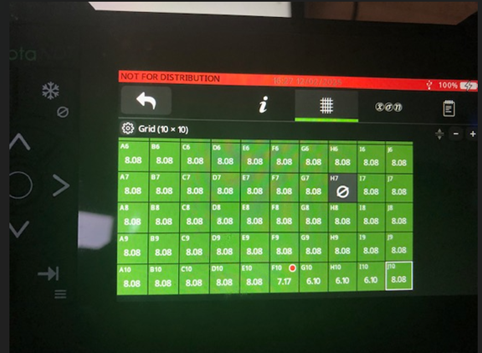 NOT FOR DISTRIBUTION
100%
Grid (10 × 10)
A6 B6 C6 D6 E6 F6 G6 H6 I6 J6
8.08 8.08 8.08 8.08 8.08 8.08 8.08 8.08 8.08 8.08
A7 B7 C7 D7 E7 F7 G7 H7 I7 J7
8.08 8.08 8.08 8.08 8.08 8.08 8.08 8.08 8.08
A8 B8 C8 D8 E8 F8 G8 H8 I8 J8
8.08 8.08 8.08 8.08 8.08 8.08 8.08 8.08 8.08 8.08
A9 B9 C9 D9 E9 F9 G9 H9 I9 J9
8.08 8.08 8.08 8.08 8.08 8.08 8.08 8.08 8.08 8.08
A10 B10 C10 D10 E10 F10 G10 H10 I10 J10
8.08 8.08 8.08 8.08 8.08 7.17 6.10 6.10 6.10 8.08